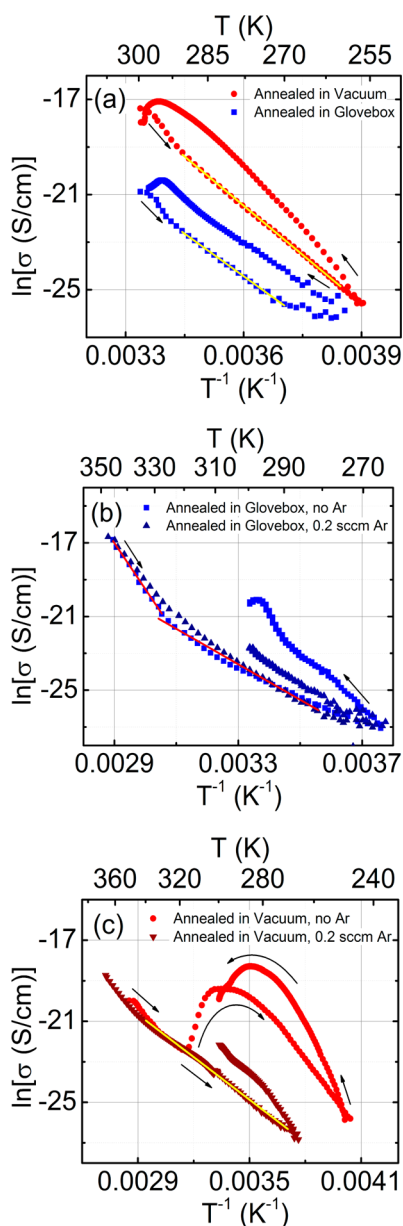 T (K)
300 285 270 255
(a)
Annealed in Vacuum
Annealed in Glovebox
-17
-21
-25
ln[σ (S/cm)]
0.0033 0.0036 0.0039
T⁻¹ (K⁻¹)
T (K)
345 330 300 280 260
(b)
Annealed in Glovebox, no Ar
Annealed in Glovebox, 0.2 sccm Ar
-17
-21
-25
ln[σ (S/cm)]
0.0029 0.0033 0.0037
T⁻¹ (K⁻¹)
T (K)
360 320 280 240
(c)
Annealed in Vacuum, no Ar
Annealed in Vacuum, 0.2 sccm Ar
-17
-21
-25
ln[σ (S/cm)]
0.0029 0.0035 0.0041
T⁻¹ (K⁻¹)